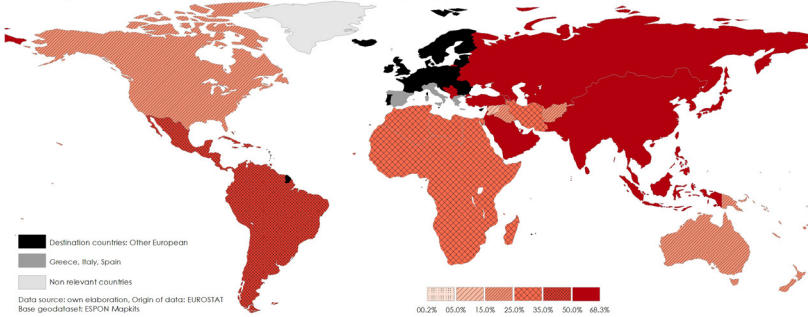 Destination countries: Other European
Greece, Italy, Spain
Non relevant countries
Data source: own elaboration, Origin of data: EUROSTAT
Base geodataset: ESPON Mapkits
00.2% 05.0% 15.0% 25.0% 35.0% 50.0% 68.3%